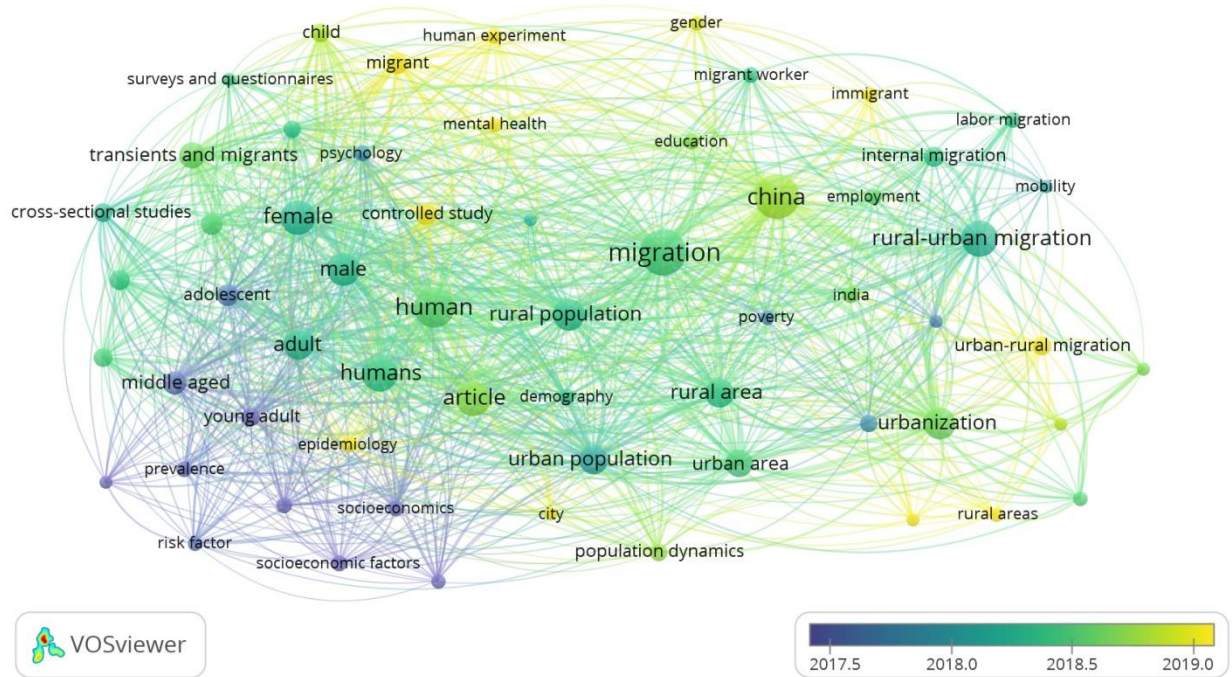 child
human experiment
gender
migrant
surveys and questionnaires
migrant worker
immigrant
mental health
labor migration
transients and migrants
psychology
education
internal migration
mobility
cross-sectional studies
female
controlled study
china
employment
migration
rural-urban migration
male
adolescent
human
rural population
india
poverty
adult
urban-rural migration
humans
middle aged
article
demography
rural area
young adult
urbanization
epidemiology
urban population
urban area
prevalence
socioeconomics
city
rural areas
risk factor
socioeconomic factors
population dynamics
VOSviewer
2017.5 2018.0 2018.5 2019.0